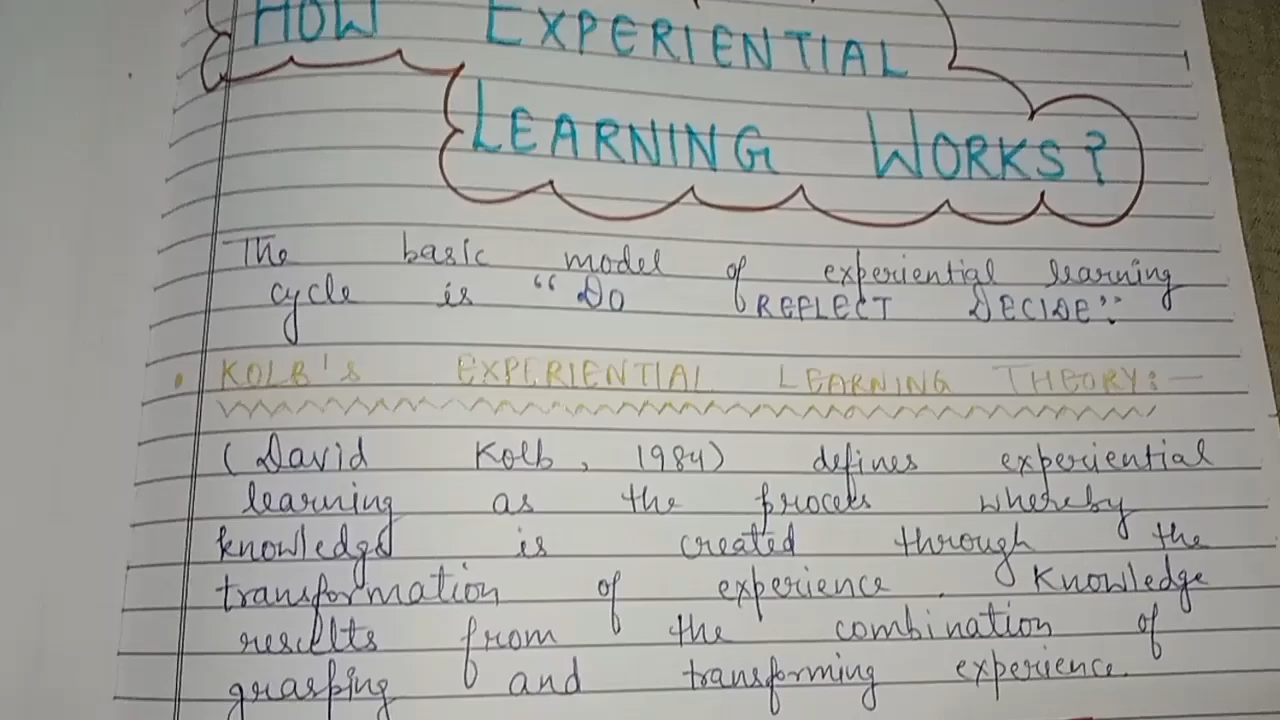 HOW EXPERIENTIAL
LEARNING WORKS?
The basic model of experiential learning
cycle is "DO REFLECT DECIDE":
• KOLB'S EXPERIENTIAL LEARNING THEORY:—
(David Kolb, 1984) defines experiential
learning as the process whereby
knowledge is created through the
transformation of experience. Knowledge
results from the combination of
grasping and transforming experience.